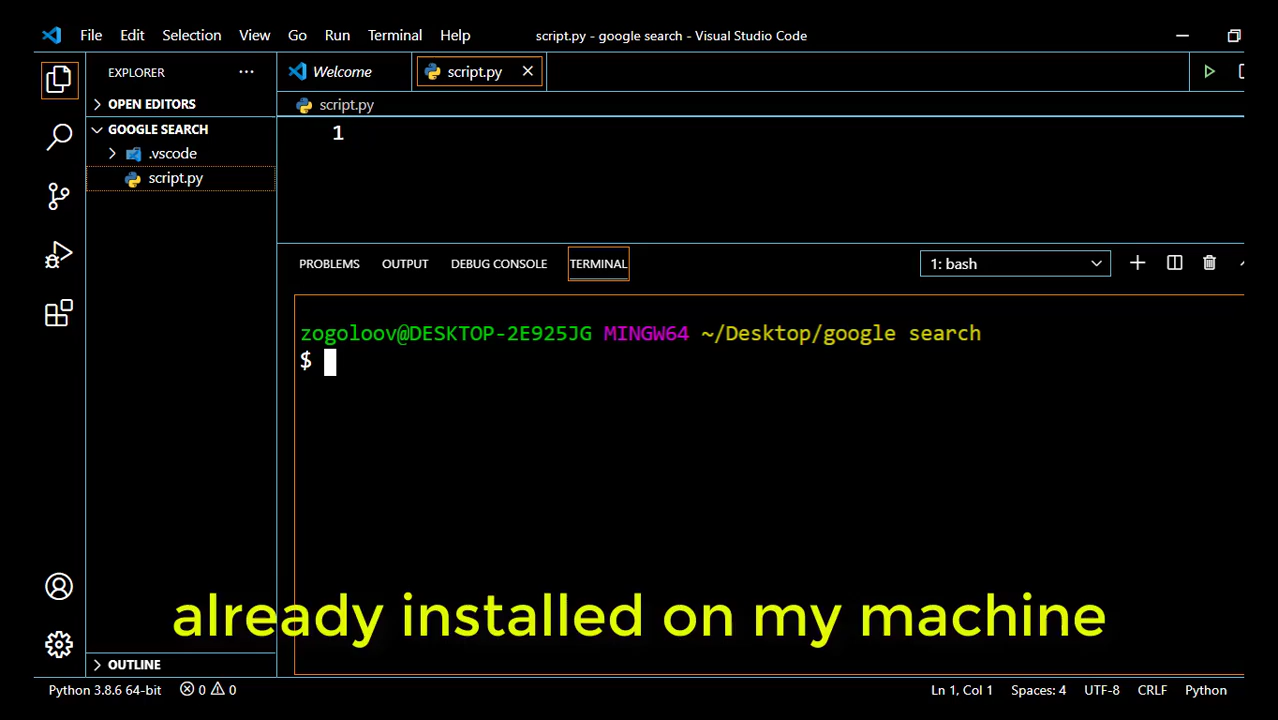 File Edit Selection View Go Run Terminal Help script.py - google search - Visual Studio Code
EXPLORER ···
OPEN EDITORS
GOOGLE SEARCH
.vscode
script.py
OUTLINE
Welcome script.py
script.py
1
PROBLEMS OUTPUT DEBUG CONSOLE TERMINAL 1: bash
zogoloov@DESKTOP-2E925JG MINGW64 ~/Desktop/google search
$
already installed on my machine
Python 3.8.6 64-bit 0 0 Ln 1, Col 1 Spaces: 4 UTF-8 CRLF Python